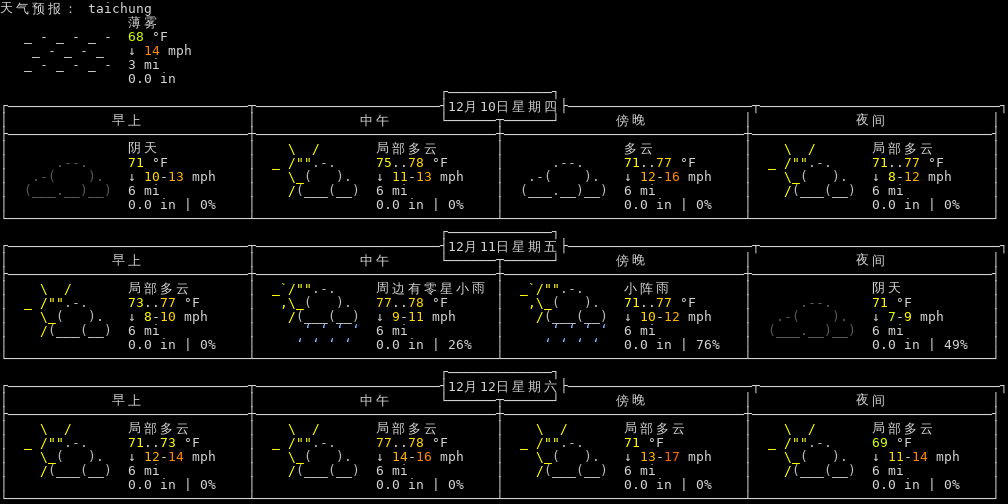 天气预报： taichung
薄雾
68 °F
↓ 14 mph
3 mi
0.0 in
12月10日星期四
早上 中午 傍晚 夜间
阴天 局部多云 多云 局部多云
71 °F 75..78 °F 71..77 °F 71..77 °F
↓ 10-13 mph ↓ 11-13 mph ↓ 12-16 mph ↓ 8-12 mph
6 mi 6 mi 6 mi 6 mi
0.0 in | 0% 0.0 in | 0% 0.0 in | 0% 0.0 in | 0%
12月11日星期五
早上 中午 傍晚 夜间
局部多云 周边有零星小雨 小阵雨 阴天
73..77 °F 77..78 °F 71..77 °F 71 °F
↓ 8-10 mph ↓ 9-11 mph ↓ 10-12 mph ↓ 7-9 mph
6 mi 6 mi 6 mi 6 mi
0.0 in | 0% 0.0 in | 26% 0.0 in | 76% 0.0 in | 49%
12月12日星期六
早上 中午 傍晚 夜间
局部多云 局部多云 局部多云 局部多云
71..73 °F 77..78 °F 71 °F 69 °F
↓ 12-14 mph ↓ 14-16 mph ↓ 13-17 mph ↓ 11-14 mph
6 mi 6 mi 6 mi 6 mi
0.0 in | 0% 0.0 in | 0% 0.0 in | 0% 0.0 in | 0%